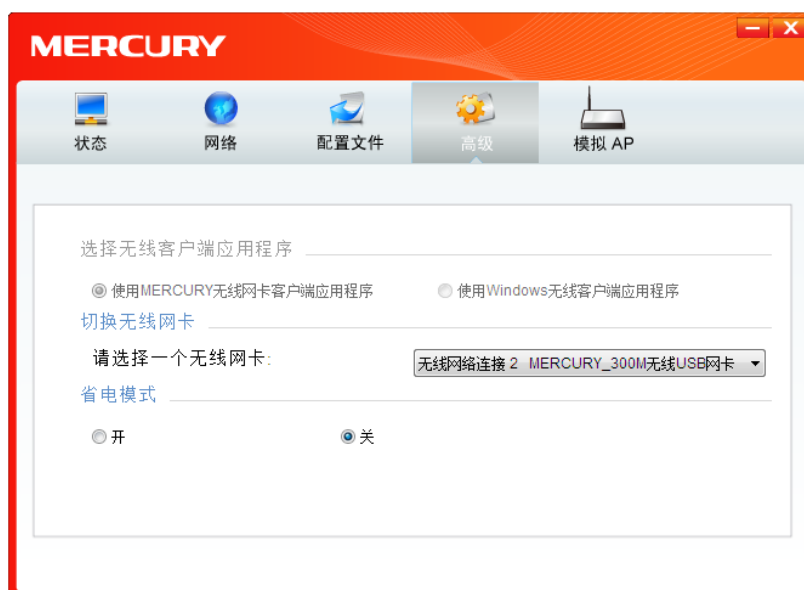 MERCURY
状态 网络 配置文件 高级 模拟 AP
选择无线客户端应用程序
使用MERCURY无线网卡客户端应用程序 使用Windows无线客户端应用程序
切换无线网卡
请选择一个无线网卡: 无线网络连接 2 MERCURY_300M无线USB网卡
省电模式
开 关